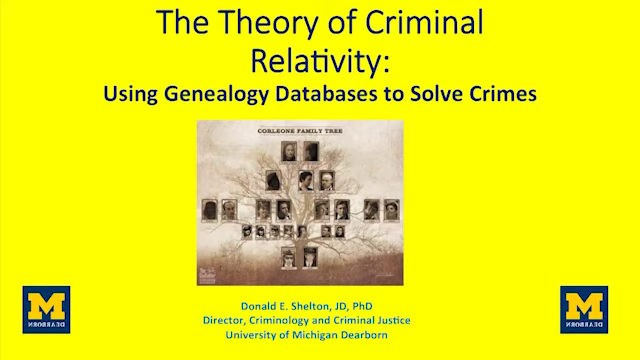 The Theory of Criminal
Relativity:
Using Genealogy Databases to Solve Crimes
CORLEONE FAMILY TREE
Donald E. Shelton, JD, PhD
Director, Criminology and Criminal Justice
University of Michigan Dearborn
M
DEARBORN
M
DEARBORN